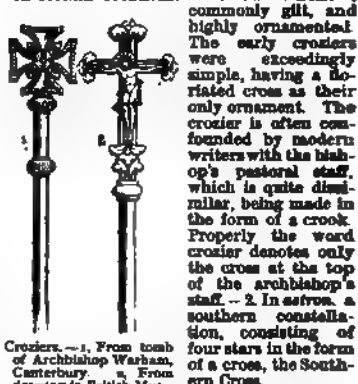 commonly gilt, and
highly ornamented.
The early croziers
were exceedingly
simple, having a flo-
riated cross as their
only ornament. The
crozier is often con-
founded by modern
writers with the bish-
op's pastoral staff,
which is quite dissi-
milar, being made in
the form of a crook.
Properly the word
crozier denotes only
the cross at the top
of the archbishop's
staff. — 2. In astron. a
southern constella-
tion, consisting of
four stars in the form
of a cross, the South-
ern Cross.
1
2
Croziers. — 1, From tomb
of Archbishop Warham,
Canterbury. 2, From